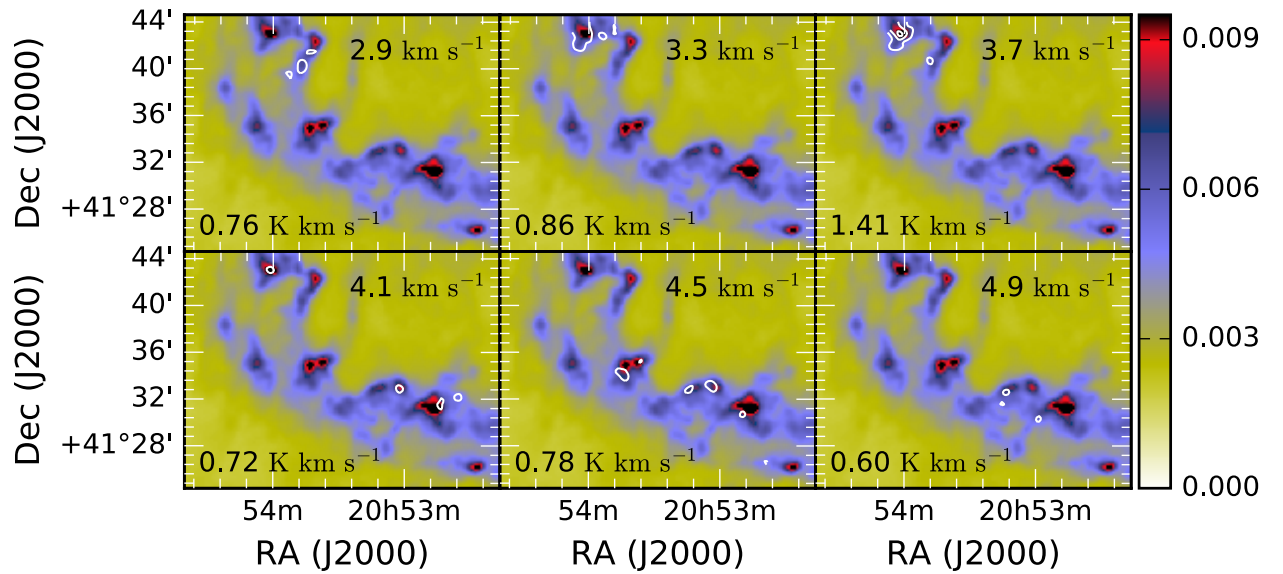 44'
40'
36'
32'
+41°28'
Dec (J2000)
2.9 km s⁻¹
0.76 K km s⁻¹
3.3 km s⁻¹
0.86 K km s⁻¹
3.7 km s⁻¹
1.41 K km s⁻¹
44'
40'
36'
32'
+41°28'
Dec (J2000)
4.1 km s⁻¹
0.72 K km s⁻¹
4.5 km s⁻¹
0.78 K km s⁻¹
4.9 km s⁻¹
0.60 K km s⁻¹
54m 20h53m
RA (J2000)
54m 20h53m
RA (J2000)
54m 20h53m
RA (J2000)
0.009
0.006
0.003
0.000